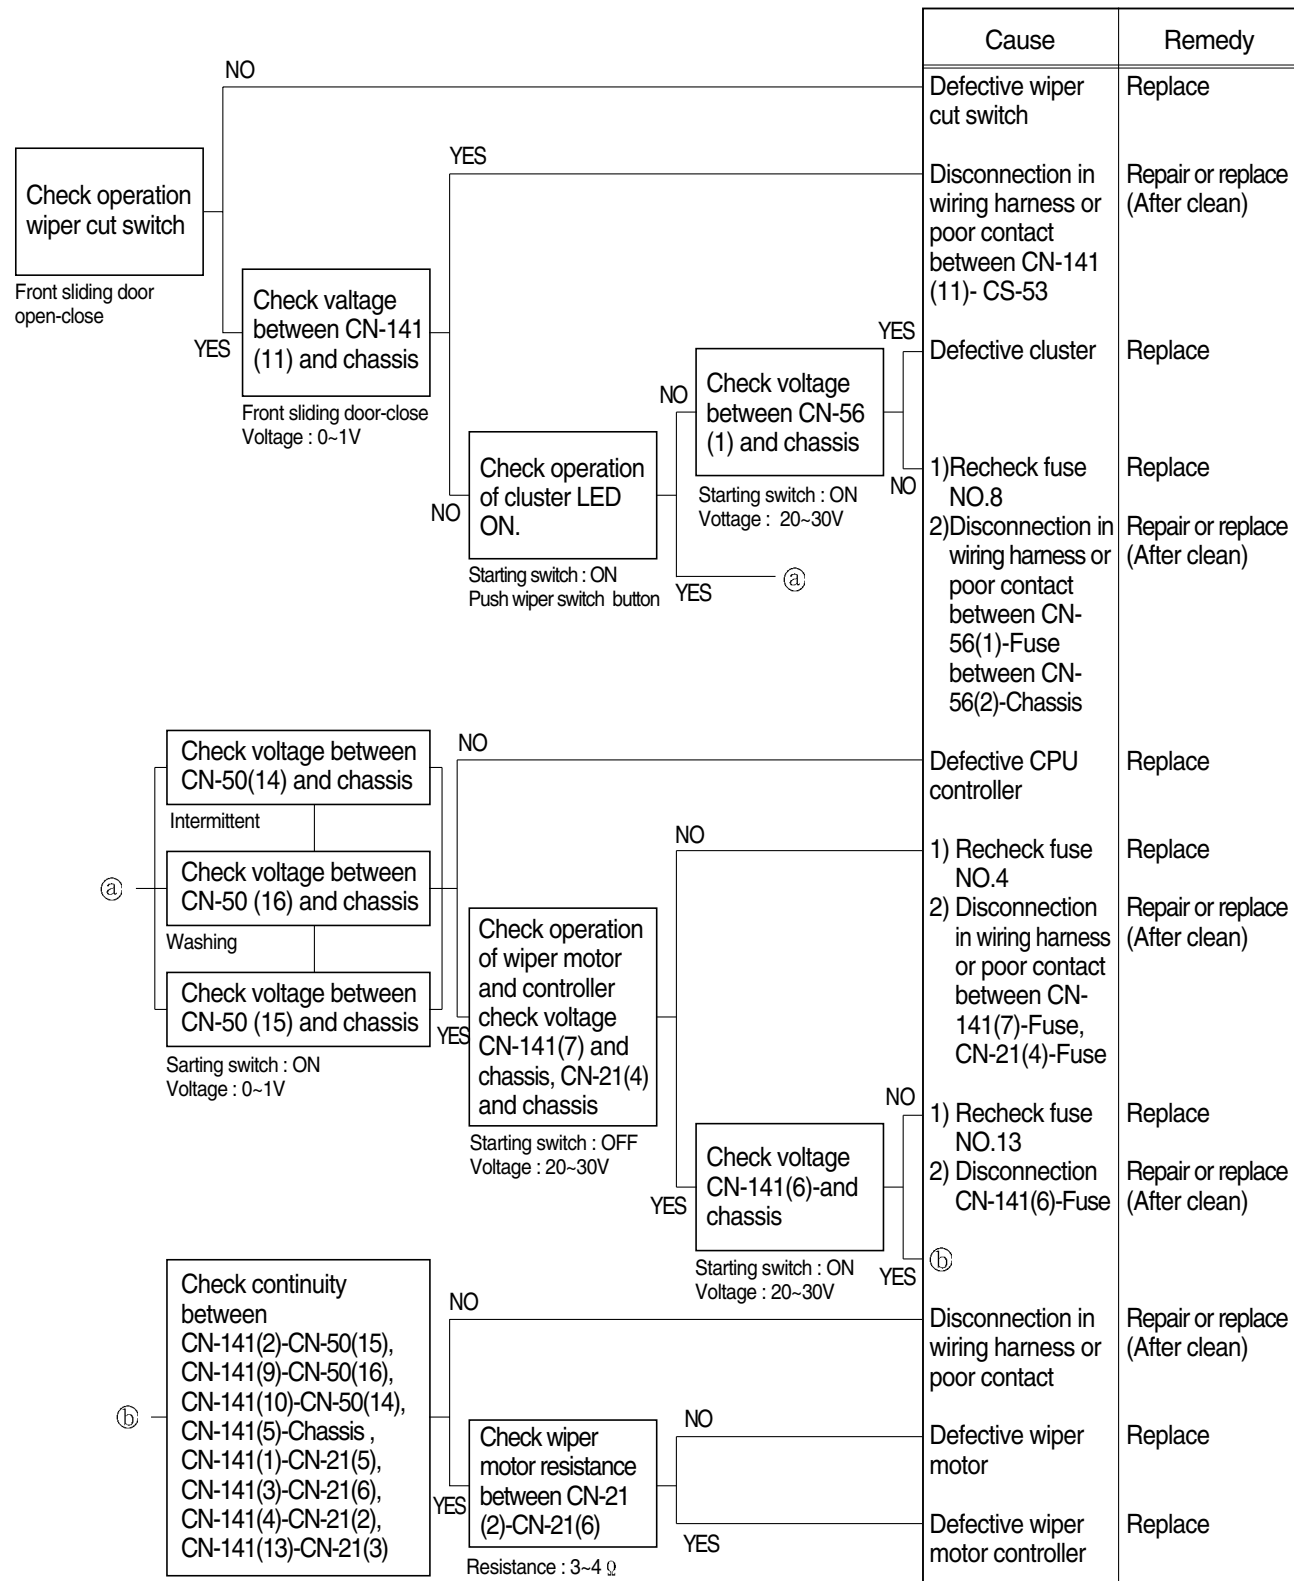 Cause
Remedy
NO
Defective wiper
cut switch
Replace
Check operation
wiper cut switch
Front sliding door
open-close
YES
Disconnection in
wiring harness or
poor contact
between CN-141
(11)- CS-53
Repair or replace
(After clean)
YES
Check valtage
between CN-141
(11) and chassis
Front sliding door-close
Voltage : 0~1V
YES
Defective cluster
Replace
NO
Check voltage
between CN-56
(1) and chassis
Starting switch : ON
Vottage : 20~30V
NO
Check operation
of cluster LED
ON.
Starting switch : ON
Push wiper switch button
NO
1)Recheck fuse
NO.8
Replace
2)Disconnection in
wiring harness or
poor contact
between CN-
56(1)-Fuse
between CN-
56(2)-Chassis
Repair or replace
(After clean)
YES
ⓐ
Check voltage between
CN-50(14) and chassis
Intermittent
NO
Defective CPU
controller
Replace
ⓐ
Check voltage between
CN-50 (16) and chassis
Washing
Check voltage between
CN-50 (15) and chassis
Sarting switch : ON
Voltage : 0~1V
YES
Check operation
of wiper motor
and controller
check voltage
CN-141(7) and
chassis, CN-21(4)
and chassis
Starting switch : OFF
Voltage : 20~30V
NO
1) Recheck fuse
NO.4
Replace
2) Disconnection
in wiring harness
or poor contact
between CN-
141(7)-Fuse,
CN-21(4)-Fuse
Repair or replace
(After clean)
YES
Check voltage
CN-141(6)-and
chassis
Starting switch : ON
Voltage : 20~30V
NO
1) Recheck fuse
NO.13
Replace
2) Disconnection
CN-141(6)-Fuse
Repair or replace
(After clean)
YES
ⓑ
ⓑ
Check continuity
between
CN-141(2)-CN-50(15),
CN-141(9)-CN-50(16),
CN-141(10)-CN-50(14),
CN-141(5)-Chassis ,
CN-141(1)-CN-21(5),
CN-141(3)-CN-21(6),
CN-141(4)-CN-21(2),
CN-141(13)-CN-21(3)
NO
Disconnection in
wiring harness or
poor contact
Repair or replace
(After clean)
YES
Check wiper
motor resistance
between CN-21
(2)-CN-21(6)
Resistance : 3~4 Ω
NO
Defective wiper
motor
Replace
YES
Defective wiper
motor controller
Replace